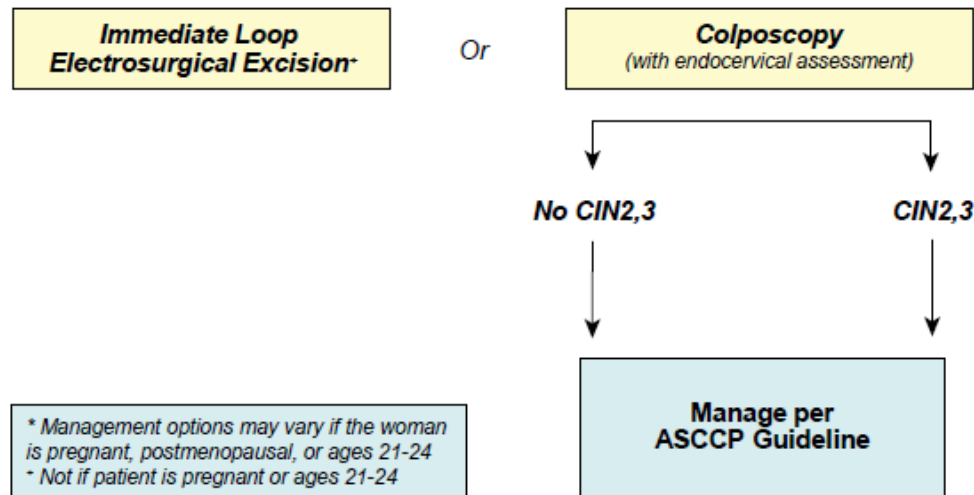 Immediate Loop
Electrosurgical Excision⁺
Or
Colposcopy
(with endocervical assessment)
No CIN2,3
CIN2,3
Manage per
ASCCP Guideline
* Management options may vary if the woman
is pregnant, postmenopausal, or ages 21-24
⁺ Not if patient is pregnant or ages 21-24